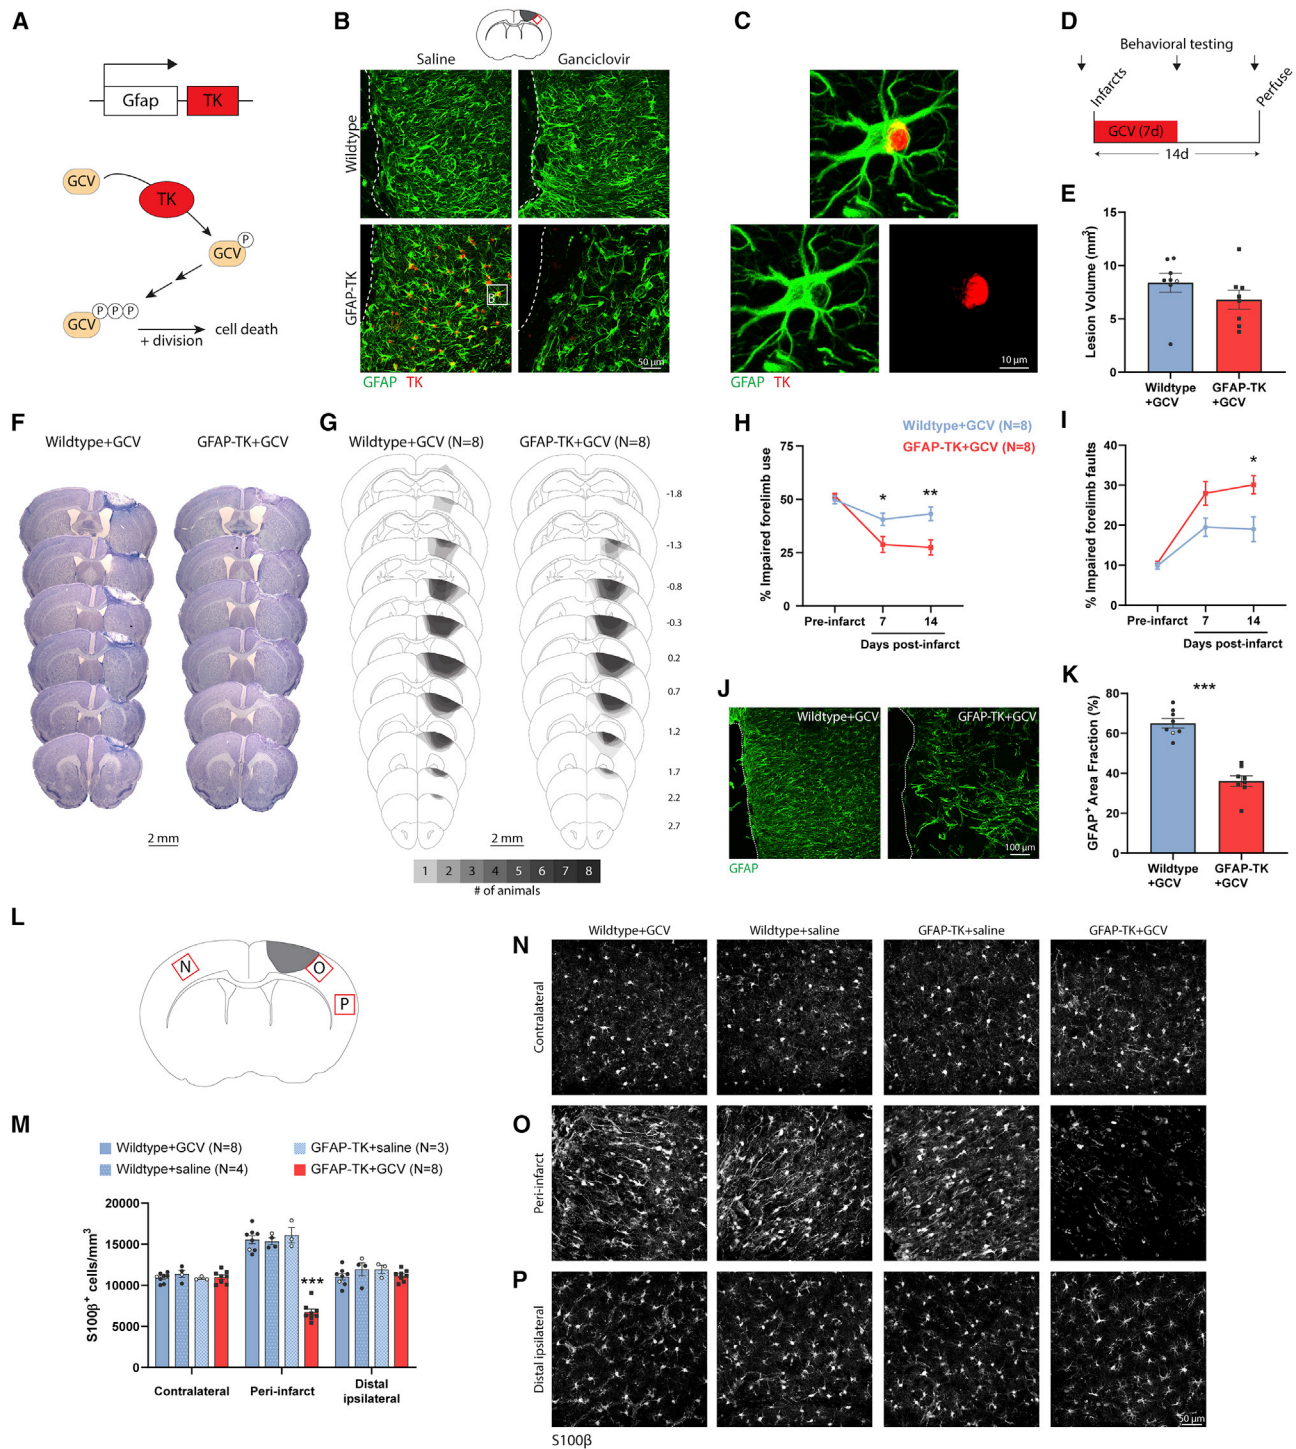 A
Gfap
TK
GCV
TK
GCV
P
GCV
P P P
+ division
cell death
B
Saline
Ganciclovir
Wildtype
GFAP-TK
B'
50 µm
GFAP TK
C
10 µm
GFAP TK
D
Behavioral testing
Infarcts
Perfuse
GCV (7d)
14d
E
Lesion Volume (mm³)
15
10
5
0
Wildtype
+GCV
GFAP-TK
+GCV
F
Wildtype+GCV
GFAP-TK+GCV
2 mm
G
Wildtype+GCV (N=8)
GFAP-TK+GCV (N=8)
-1.8
-1.3
-0.8
-0.3
0.2
0.7
1.2
1.7
2.2
2.7
2 mm
1 2 3 4 5 6 7 8
# of animals
H
Wildtype+GCV (N=8)
GFAP-TK+GCV (N=8)
% Impaired forelimb use
75
50
25
0
*
**
Pre-infarct 7 14
Days post-infarct
I
% Impaired forelimb faults
40
30
20
10
0
*
Pre-infarct 7 14
Days post-infarct
J
Wildtype+GCV
GFAP-TK+GCV
100 µm
GFAP
K
GFAP⁺ Area Fraction (%)
80
60
40
20
0
***
Wildtype
+GCV
GFAP-TK
+GCV
L
N
O
P
M
Wildtype+GCV (N=8)
GFAP-TK+saline (N=3)
Wildtype+saline (N=4)
GFAP-TK+GCV (N=8)
S100β⁺ cells/mm³
20000
15000
10000
5000
0
***
Contralateral
Peri-infarct
Distal
ipsilateral
N
Wildtype+GCV
Wildtype+saline
GFAP-TK+saline
GFAP-TK+GCV
Contralateral
O
Peri-infarct
P
Distal ipsilateral
50 µm
S100β